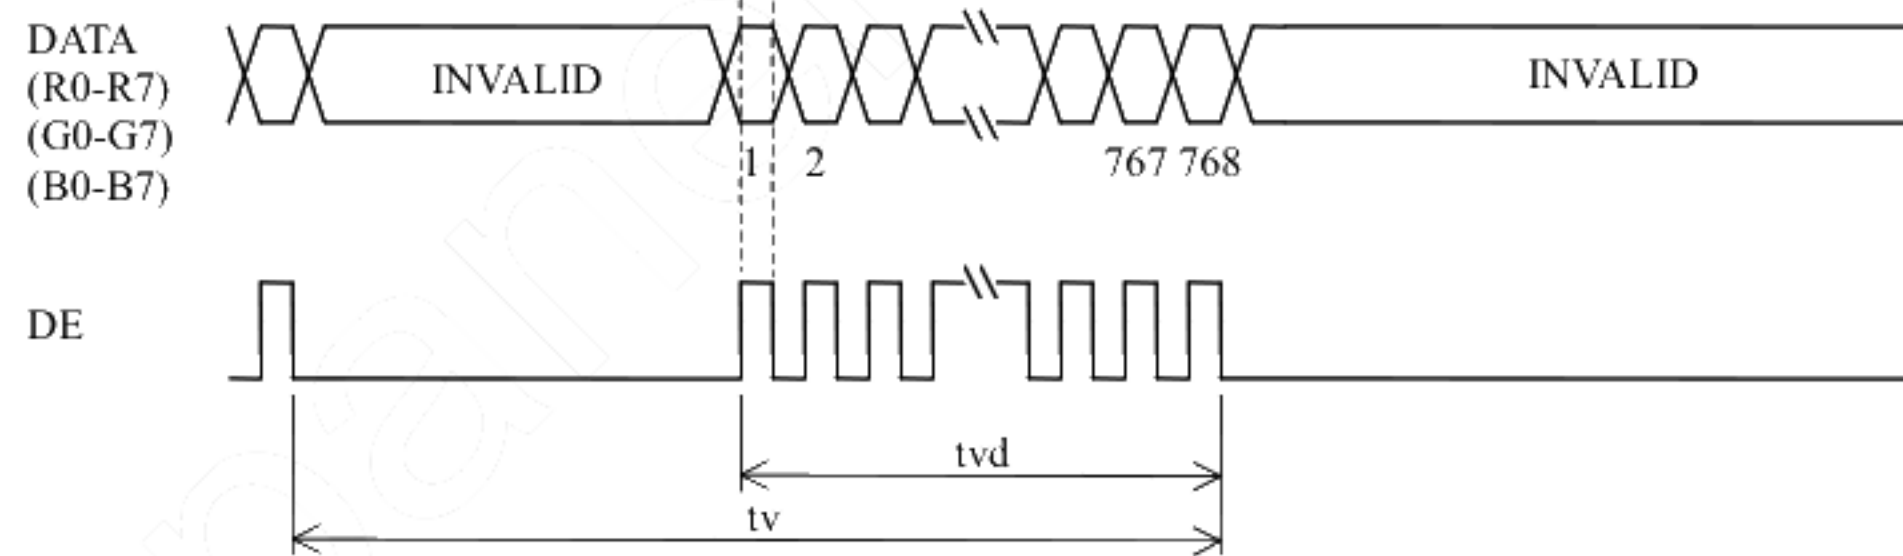 DATA
(R0-R7)
(G0-G7)
(B0-B7)
INVALID
INVALID
1 2 767 768
DE
tvd
tv